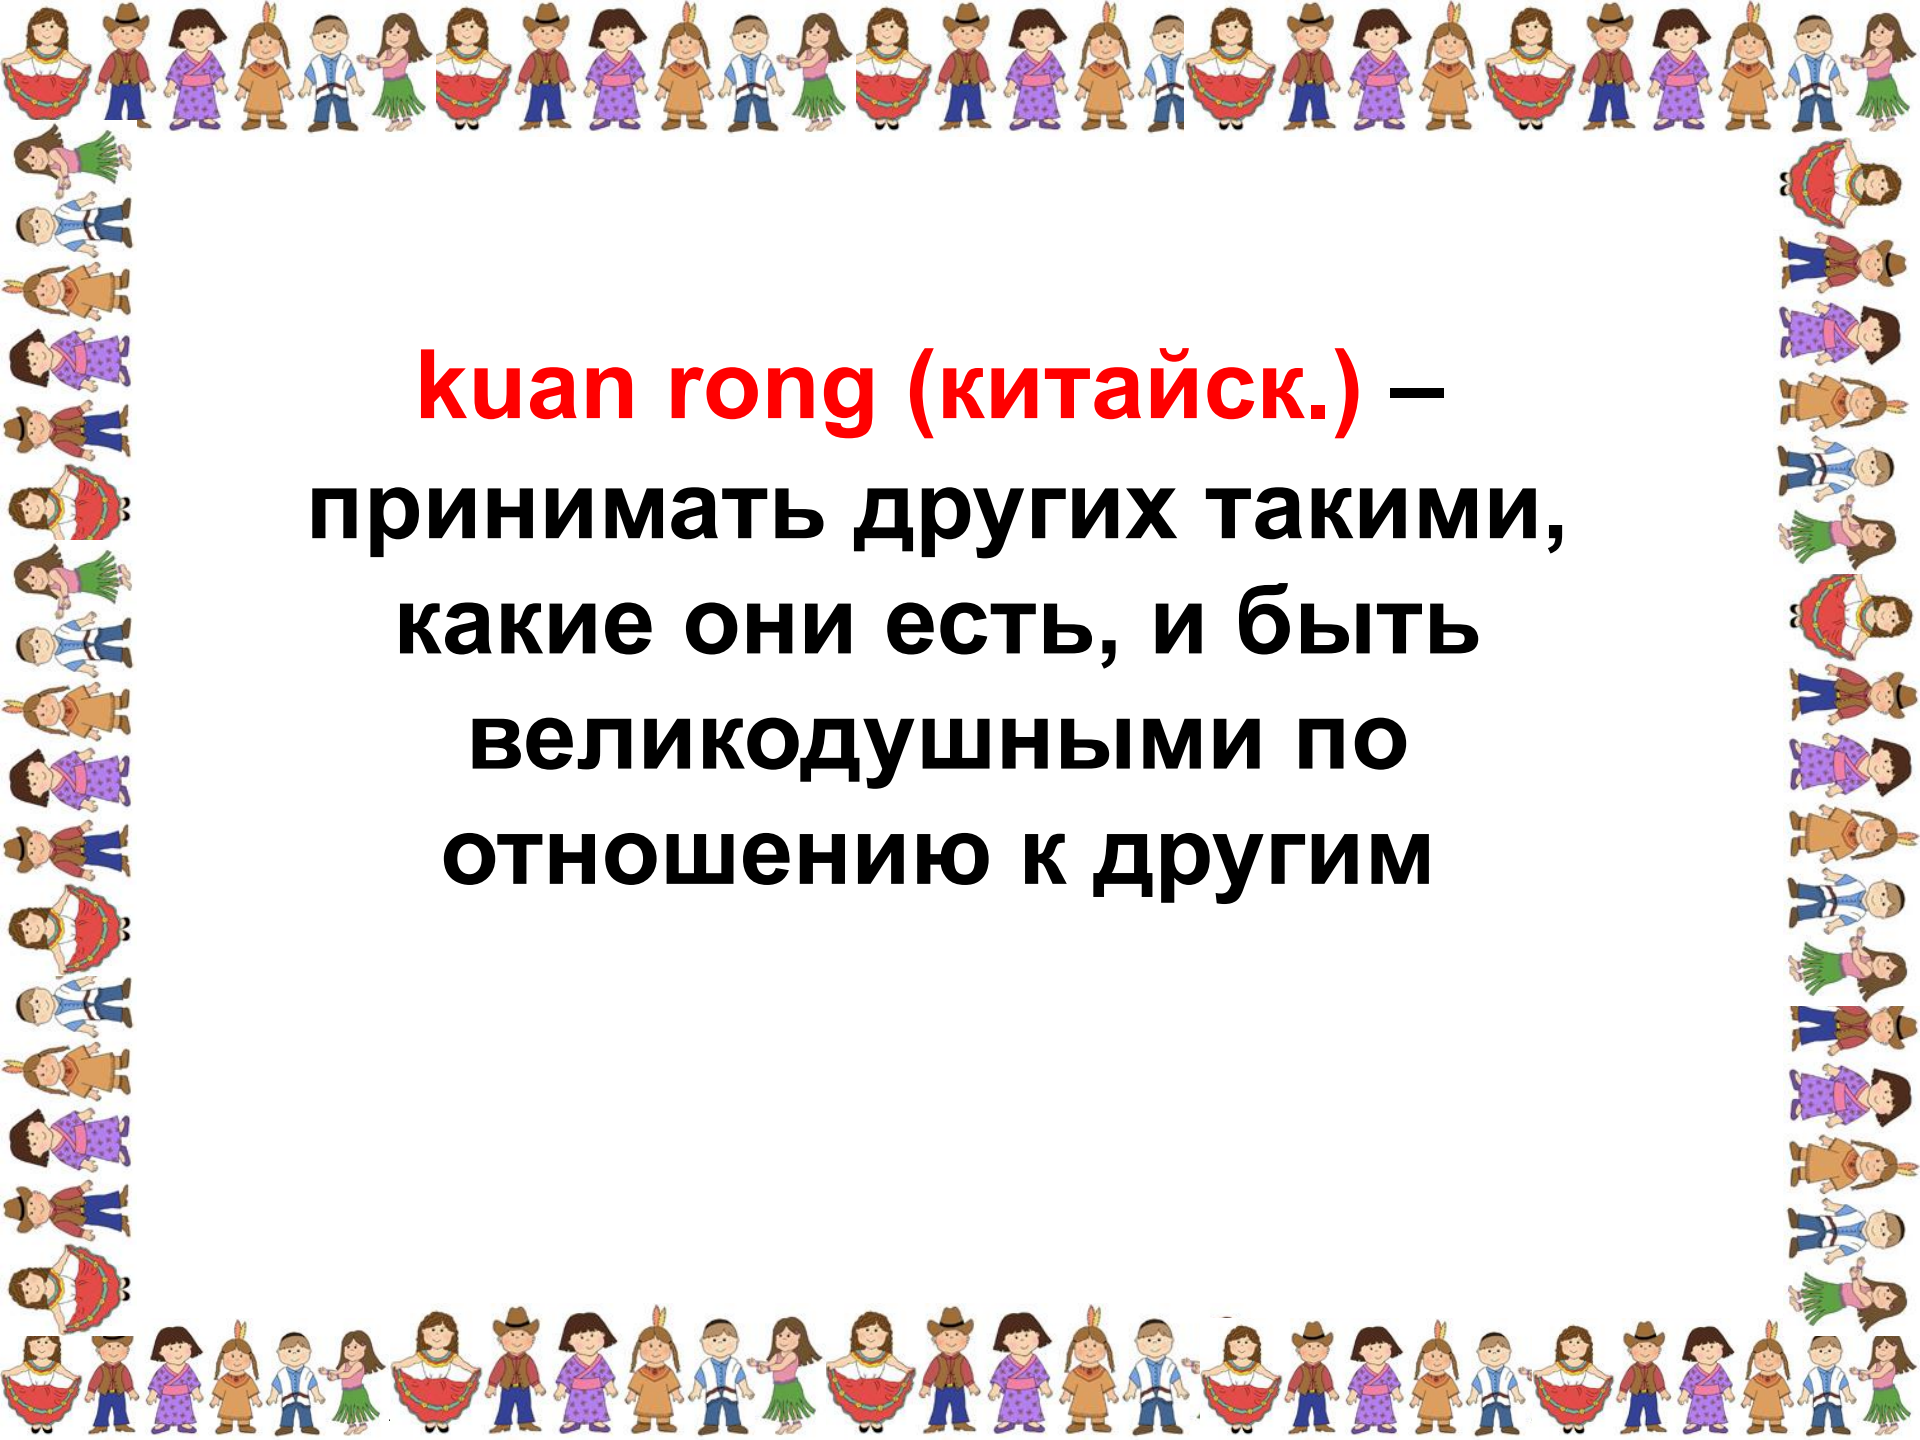 kuan rong (китайск.) –
принимать других такими,
какие они есть, и быть
великодушными по
отношению к другим